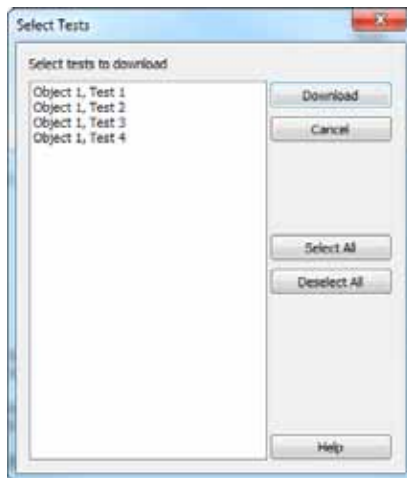 Select Tests
Select tests to download
Object 1, Test 1
Object 1, Test 2
Object 1, Test 3
Object 1, Test 4
Download
Cancel
Select All
Deselect All
Help